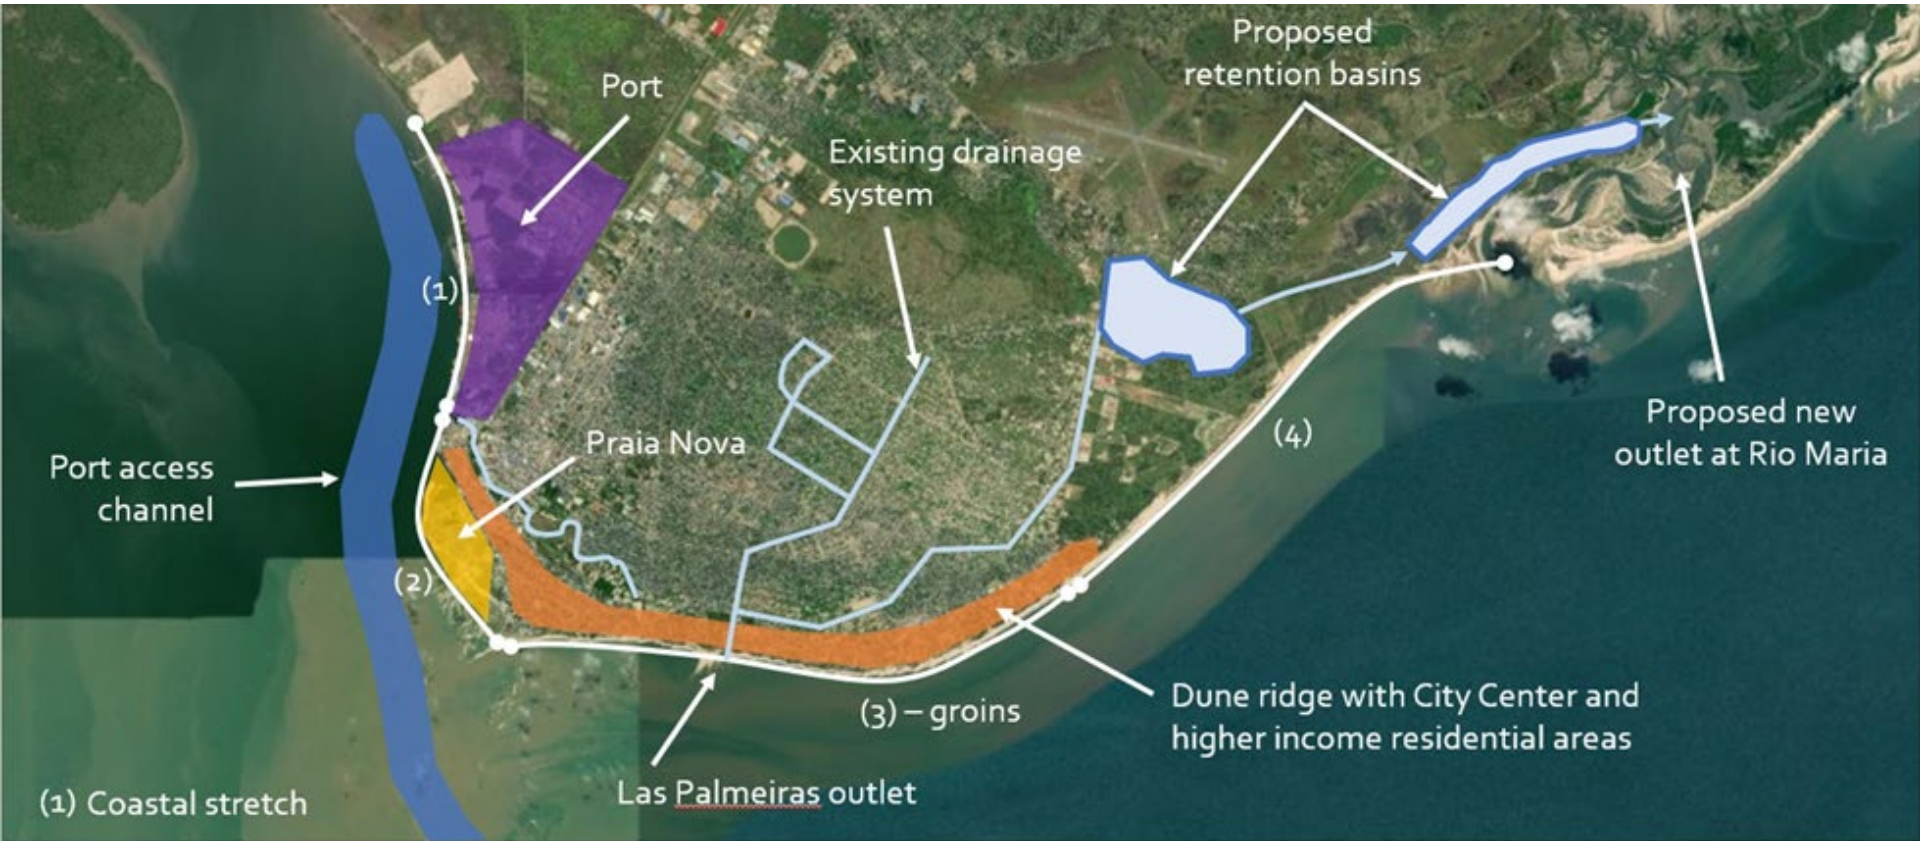 Proposed
retention basins
Port
Existing drainage
system
(1)
Praia Nova
Port access
channel
(2)
(4)
Proposed new
outlet at Rio Maria
(3) – groins
Dune ridge with City Center and
higher income residential areas
Las Palmeiras outlet
(1) Coastal stretch